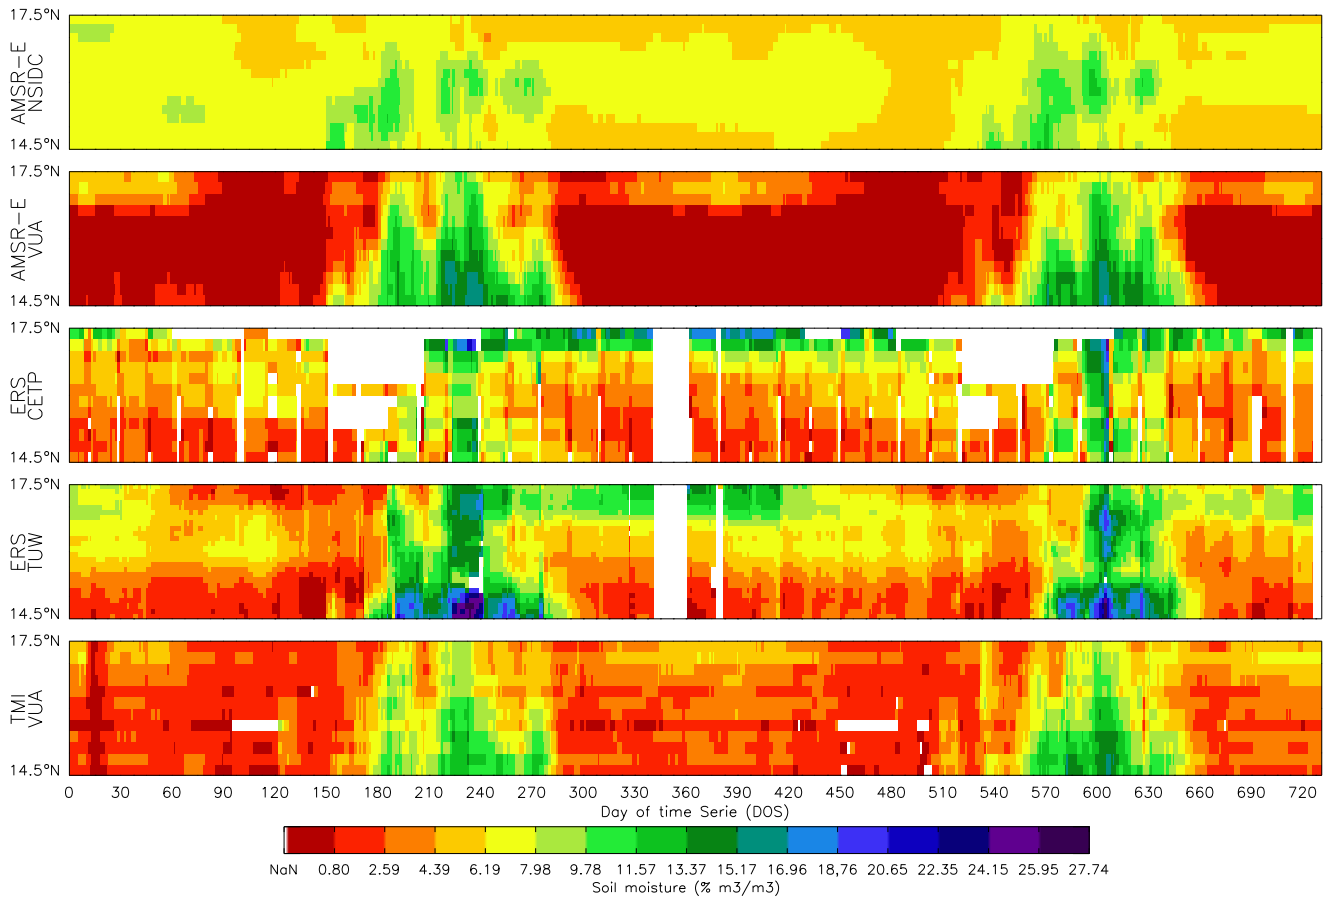 17.5°N
AMSR-E
NSIDC
14.5°N
17.5°N
AMSR-E
VUA
14.5°N
17.5°N
ERS
CETP
14.5°N
17.5°N
ERS
TUW
14.5°N
17.5°N
TMI
VUA
14.5°N
0 30 60 90 120 150 180 210 240 270 300 330 360 390 420 450 480 510 540 570 600 630 660 690 720
Day of time Serie (DOS)
NaN 0.80 2.59 4.39 6.19 7.98 9.78 11.57 13.37 15.17 16.96 18,76 20.65 22.35 24.15 25.95 27.74
Soil moisture (% m3/m3)